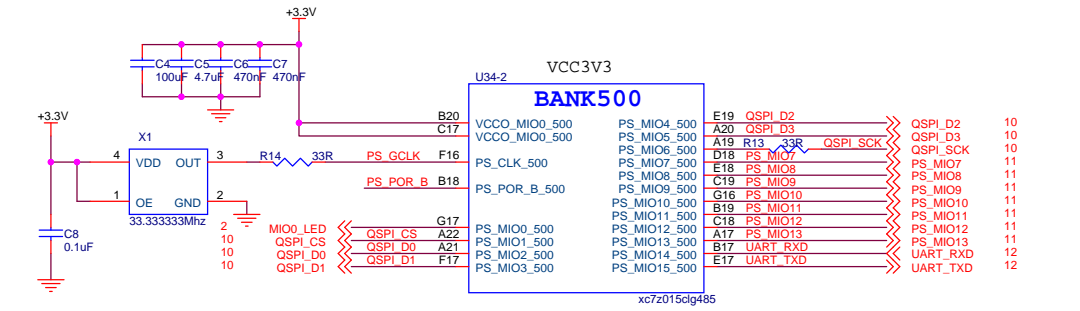 +3.3V
C4 C5 C6 C7
100uF 4.7uF 470nF 470nF
VCC3V3
U34-2
BANK500
+3.3V
X1
4 VDD OUT 3
1 OE GND 2
33.333333Mhz
C8
0.1uF
R14 33R PS_GCLK F16 PS_CLK_500
PS_POR_B B18 PS_POR_B_500
B20 VCCO_MIO0_500
C17 VCCO_MIO0_500
2 MIO0_LED G17 PS_MIO0_500
10 QSPI_CS QSPI_CS A22 PS_MIO1_500
10 QSPI_D0 QSPI_D0 A21 PS_MIO2_500
10 QSPI_D1 QSPI_D1 F17 PS_MIO3_500
PS_MIO4_500 E19 QSPI_D2 QSPI_D2 10
PS_MIO5_500 A20 QSPI_D3 QSPI_D3 10
PS_MIO6_500 A19 R13 33R QSPI_SCK QSPI_SCK 10
PS_MIO7_500 D18 PS_MIO7 PS_MIO7 11
PS_MIO8_500 E18 PS_MIO8 PS_MIO8 11
PS_MIO9_500 C19 PS_MIO9 PS_MIO9 11
PS_MIO10_500 G16 PS_MIO10 PS_MIO10 11
PS_MIO11_500 B19 PS_MIO11 PS_MIO11 11
PS_MIO12_500 C18 PS_MIO12 PS_MIO12 11
PS_MIO13_500 A17 PS_MIO13 PS_MIO13 11
PS_MIO14_500 B17 UART_RXD UART_RXD 12
PS_MIO15_500 E17 UART_TXD UART_TXD 12
xc7z015clg485